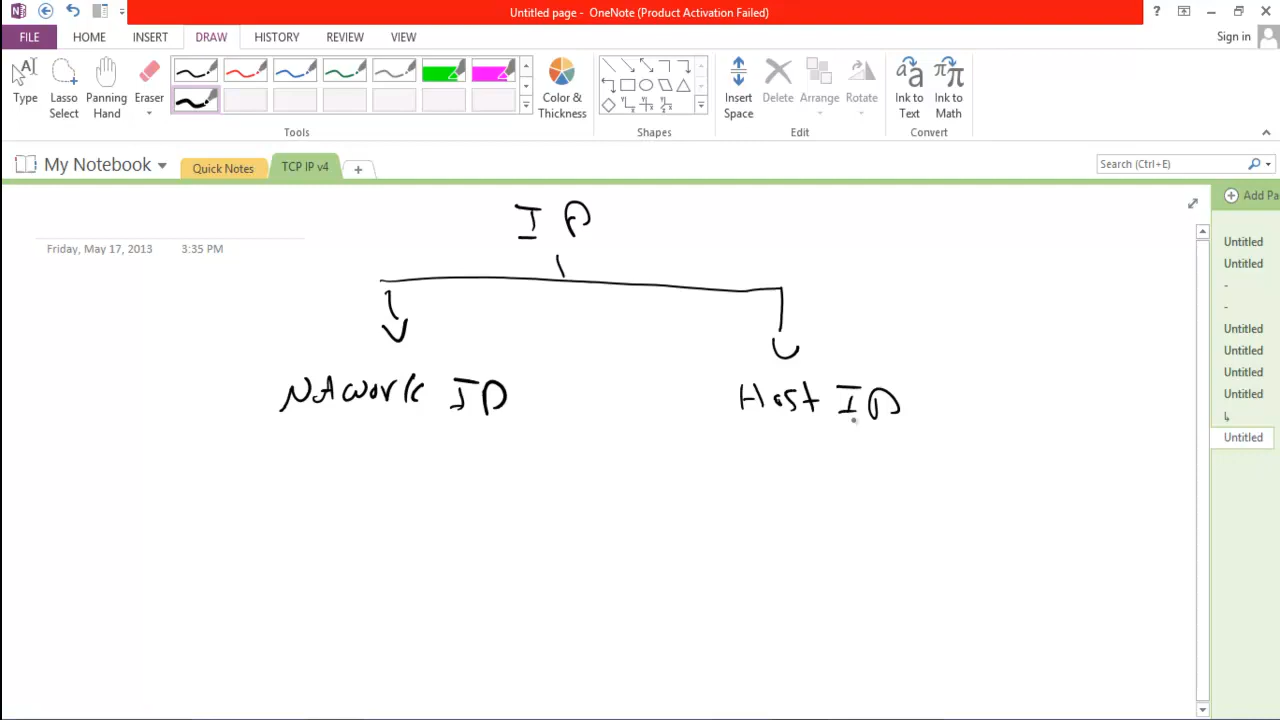 Untitled page - OneNote (Product Activation Failed)
?
FILE HOME INSERT DRAW HISTORY REVIEW VIEW
Sign in
Type
Lasso Select
Panning Hand
Eraser
Color & Thickness
Insert Space
Delete
Arrange
Rotate
Ink to Text
Ink to Math
Tools
Shapes
Edit
Convert
My Notebook
Quick Notes
TCP IP v4
+
Search (Ctrl+E)
Add Pa
Friday, May 17, 2013 3:35 PM
IP
Network ID
Host ID
Untitled
Untitled
-
-
Untitled
Untitled
Untitled
Untitled
Untitled